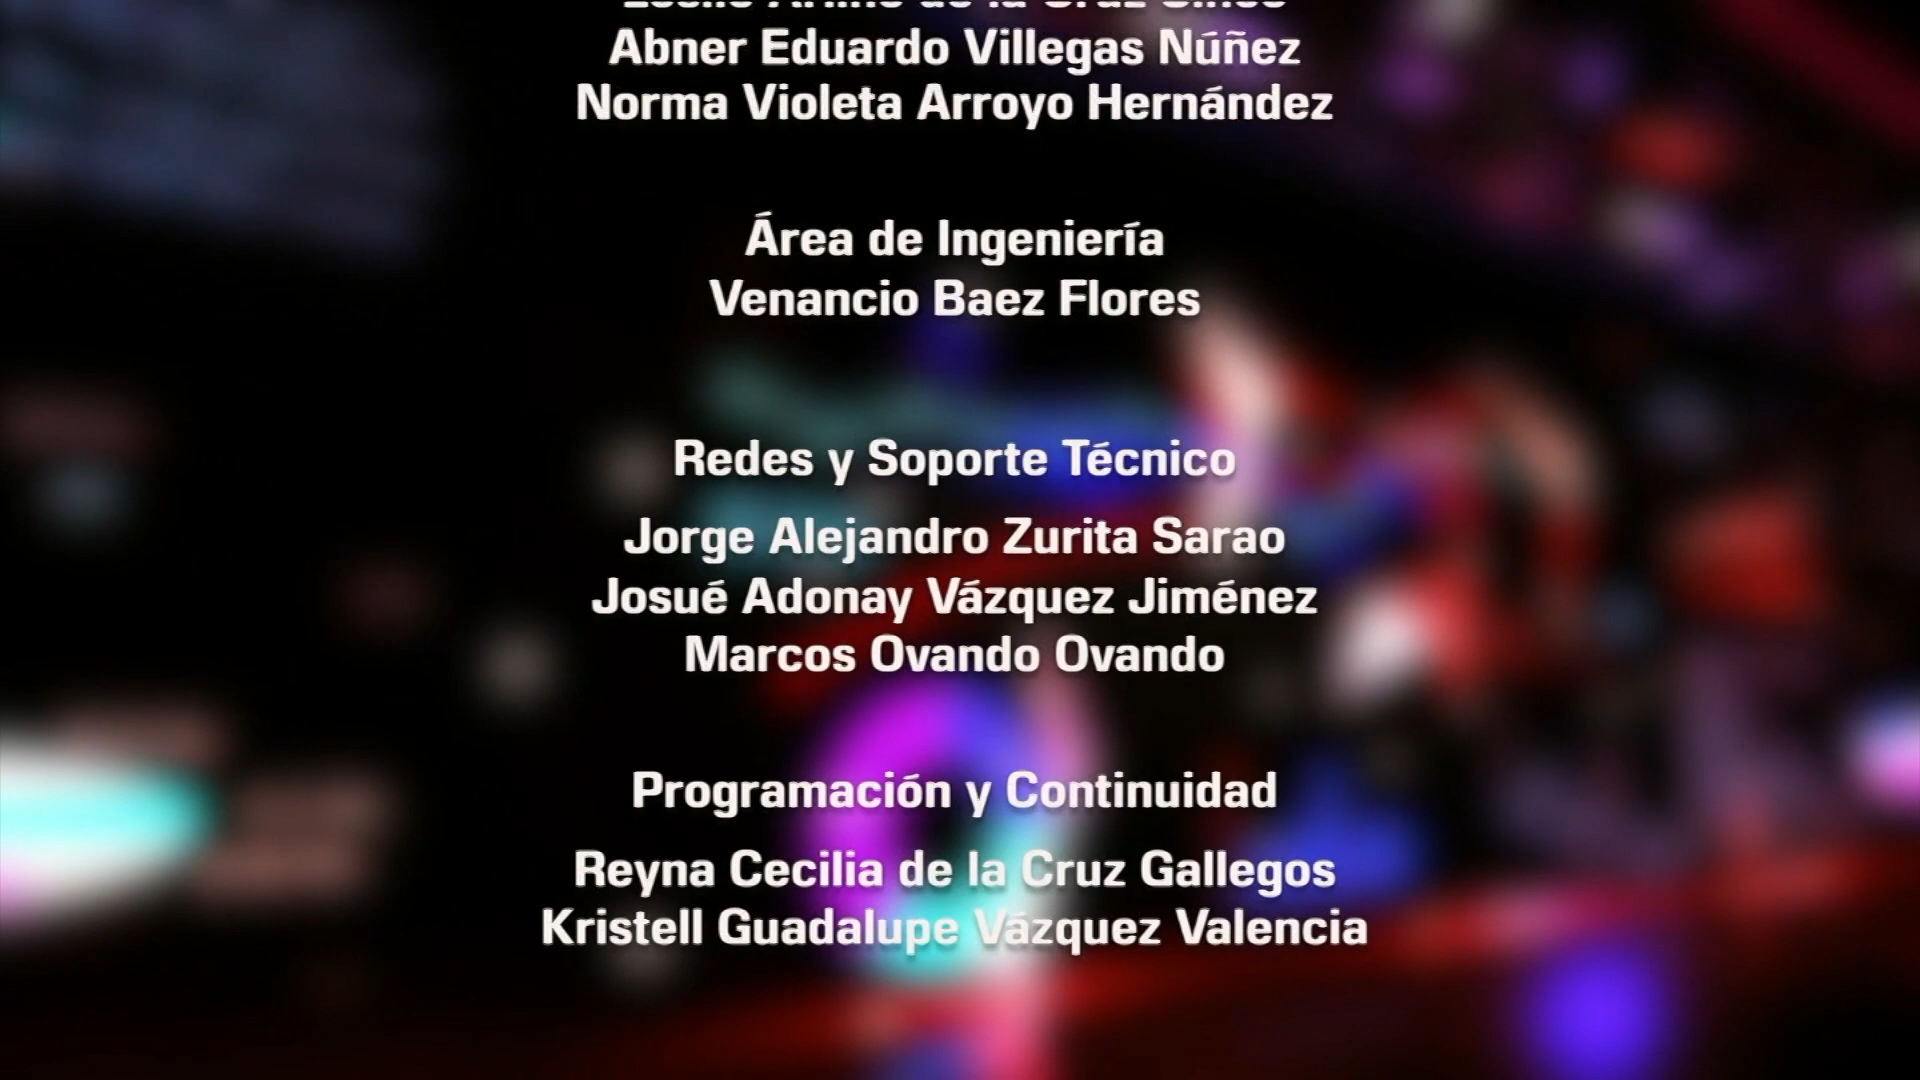 Abner Eduardo Villegas Núñez
Norma Violeta Arroyo Hernández
Área de Ingeniería
Venancio Baez Flores
Redes y Soporte Técnico
Jorge Alejandro Zurita Sarao
Josué Adonay Vázquez Jiménez
Marcos Ovando Ovando
Programación y Continuidad
Reyna Cecilia de la Cruz Gallegos
Kristell Guadalupe Vázquez Valencia